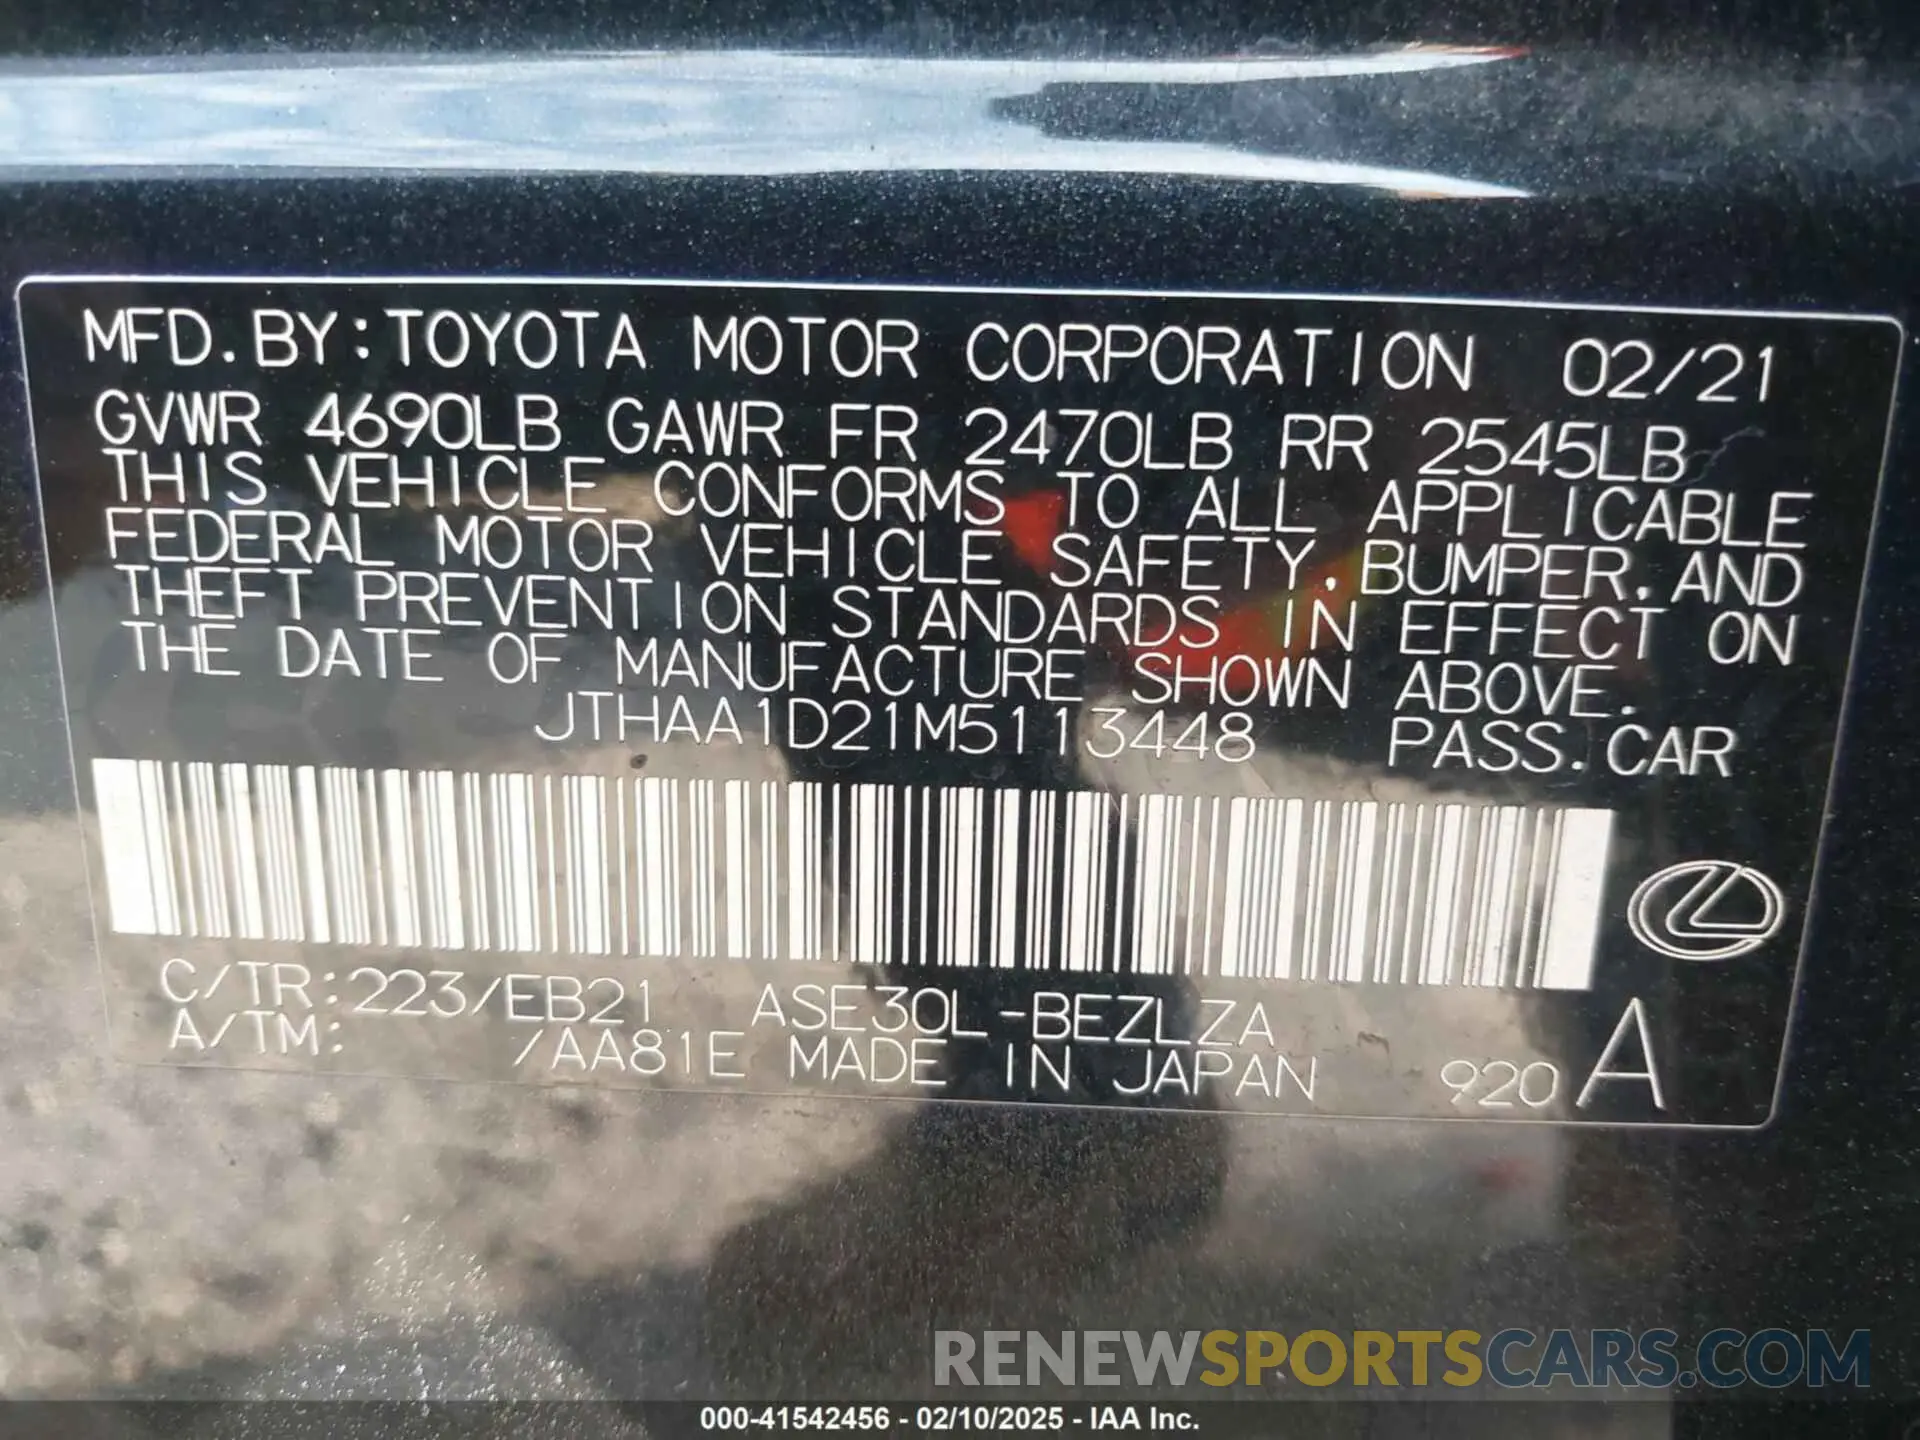 MFD.BY:TOYOTA MOTOR CORPORATION 02/21
GVWR 4690LB GAWR FR 2470LB RR 2545LB
THIS VEHICLE CONFORMS TO ALL APPLICABLE
FEDERAL MOTOR VEHICLE SAFETY,BUMPER,AND
THEFT PREVENTION STANDARDS IN EFFECT ON
THE DATE OF MANUFACTURE SHOWN ABOVE.
JTHAA1D21M5113448 PASS.CAR
C/TR:223/EB21 ASE30L-BEZLZA
A/TM: /AA81E MADE IN JAPAN 920 A
RENEWSPORTSCARS.COM
000-41542456 - 02/10/2025 - IAA Inc.